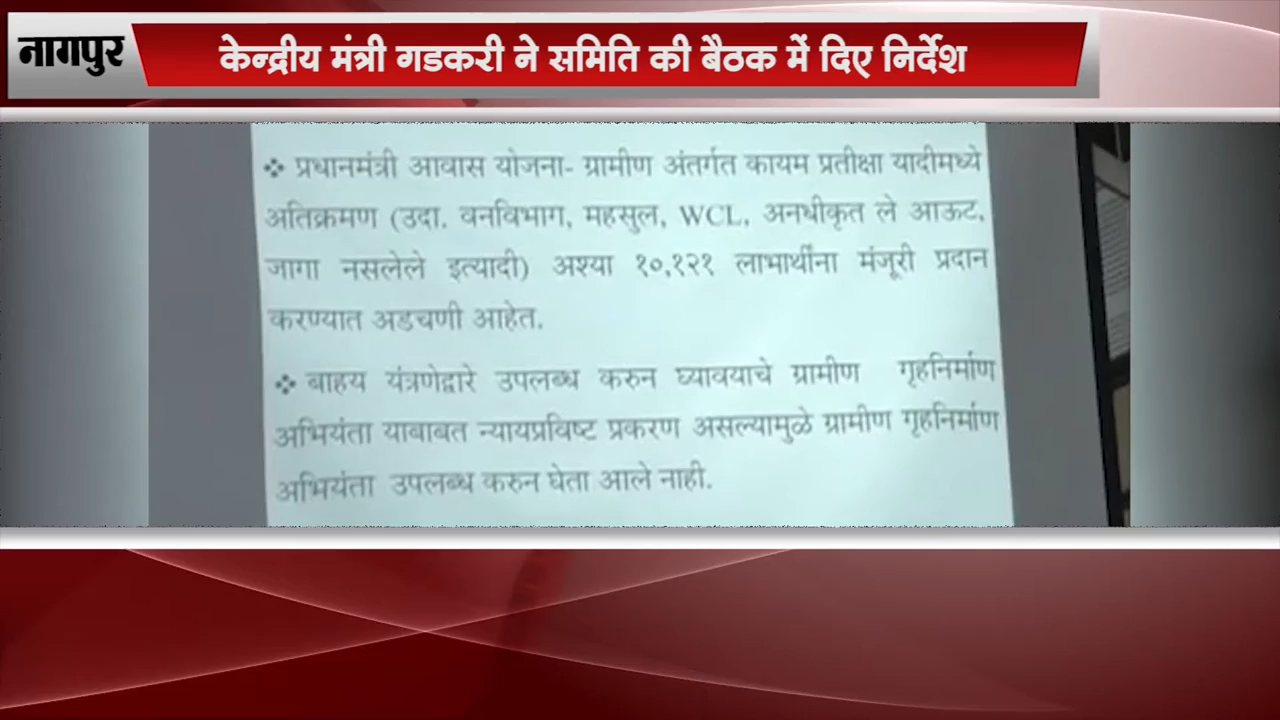 नागपुर
केन्द्रीय मंत्री गडकरी ने समिति की बैठक में दिए निर्देश
❖ प्रधानमंत्री आवास योजना- ग्रामीण अंतर्गत कायम प्रतीक्षा यादीमध्ये
अतिक्रमण (उदा. वनविभाग, महसुल, WCL, अनधीकृत ले आऊट,
जागा नसलेले इत्यादी) अश्या १०,१२१ लाभार्थीना मंजूरी प्रदान
करण्यात अडचणी आहेत.
❖ बाहय यंत्रणेद्वारे उपलब्ध करुन घ्यावयाचे ग्रामीण गृहनिर्माण
अभियंता याबाबत न्यायप्रविष्ट प्रकरण असल्यामुळे ग्रामीण गृहनिर्माण
अभियंता उपलब्ध करुन घेता आले नाही.